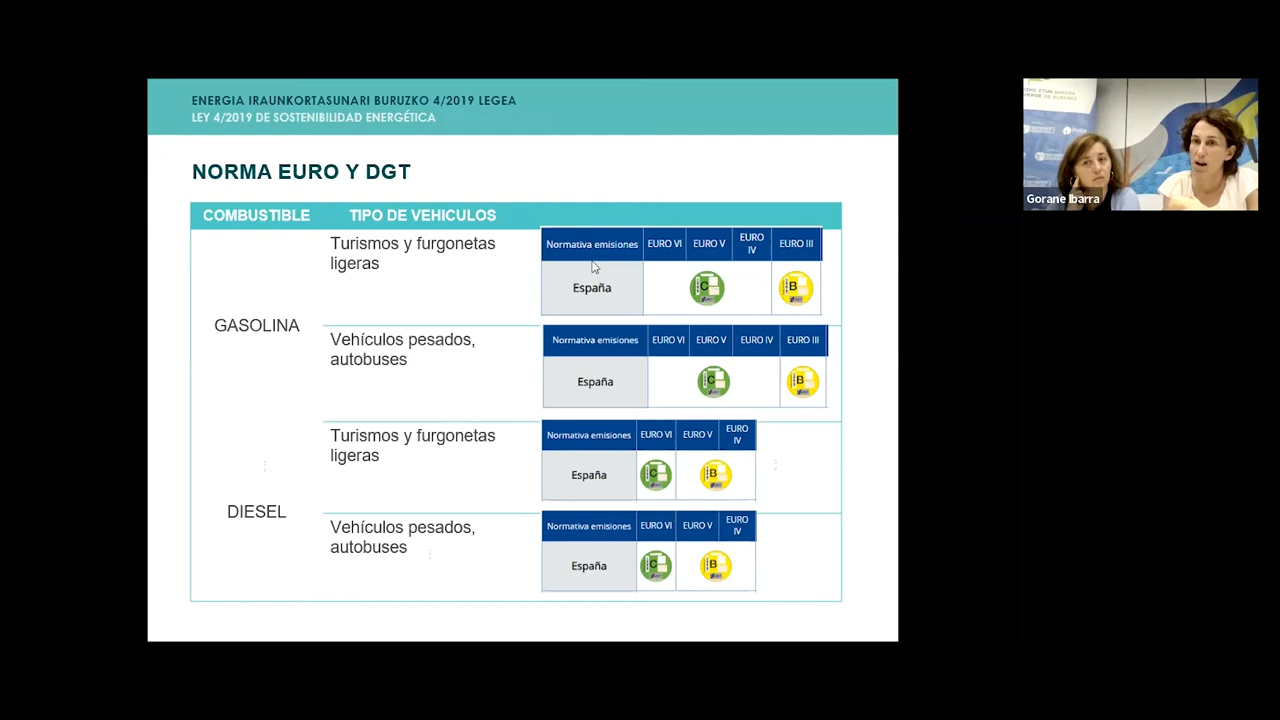 ENERGIA IRAUNKORTASUNARI BURUZKO 4/2019 LEGEA
LEY 4/2019 DE SOSTENIBILIDAD ENERGÉTICA
NORMA EURO Y DGT
COMBUSTIBLE TIPO DE VEHICULOS
GASOLINA
Turismos y furgonetas
ligeras
Normativa emisiones EURO VI EURO V EURO IV EURO III
España C B
Vehículos pesados,
autobuses
Normativa emisiones EURO VI EURO V EURO IV EURO III
España C B
DIESEL
Turismos y furgonetas
ligeras
Normativa emisiones EURO VI EURO V EURO IV
España C B
Vehículos pesados,
autobuses
Normativa emisiones EURO VI EURO V EURO IV
España C B
Gorane Ibarra